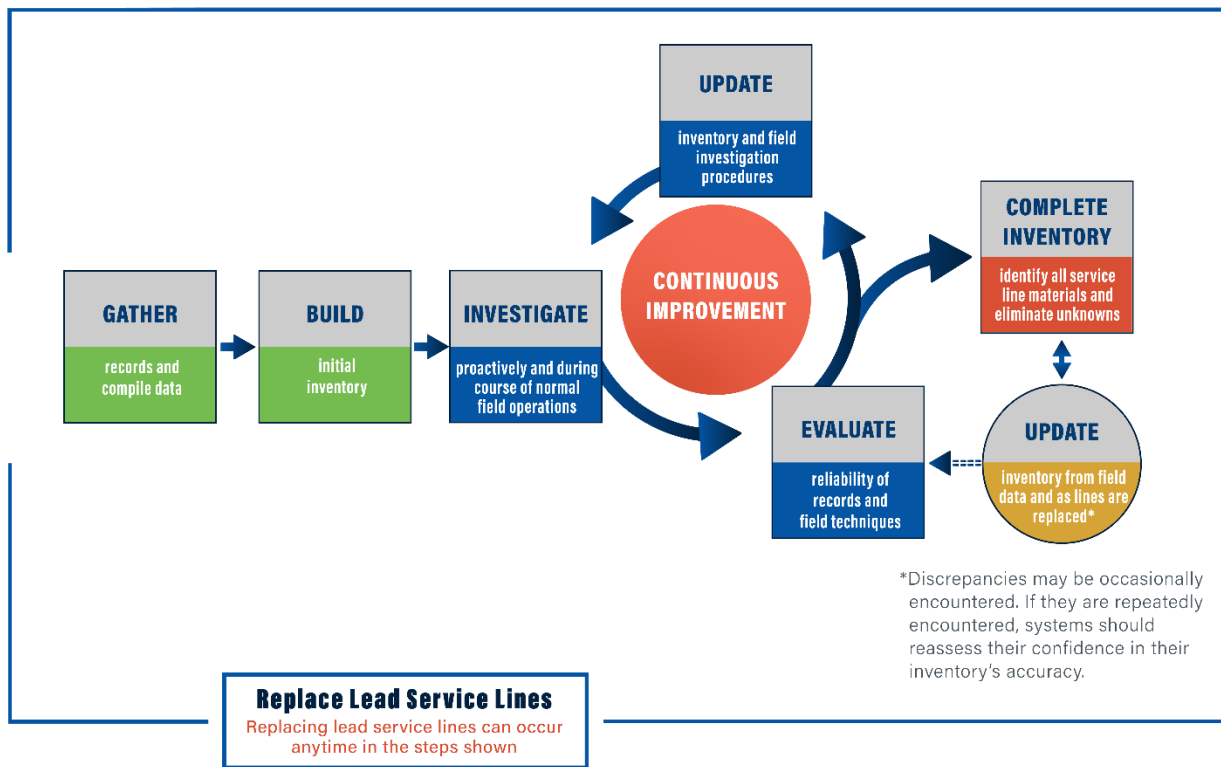 UPDATE
inventory and field
investigation
procedures
COMPLETE
INVENTORY
identify all service
line materials and
eliminate unknowns
CONTINUOUS
IMPROVEMENT
GATHER
records and
compile data
BUILD
initial
inventory
INVESTIGATE
proactively and during
course of normal
field operations
EVALUATE
reliability of
records and
field techniques
UPDATE
inventory from field
data and as lines are
replaced*
*Discrepancies may be occasionally
encountered. If they are repeatedly
encountered, systems should
reassess their confidence in their
inventory's accuracy.
Replace Lead Service Lines
Replacing lead service lines can occur
anytime in the steps shown